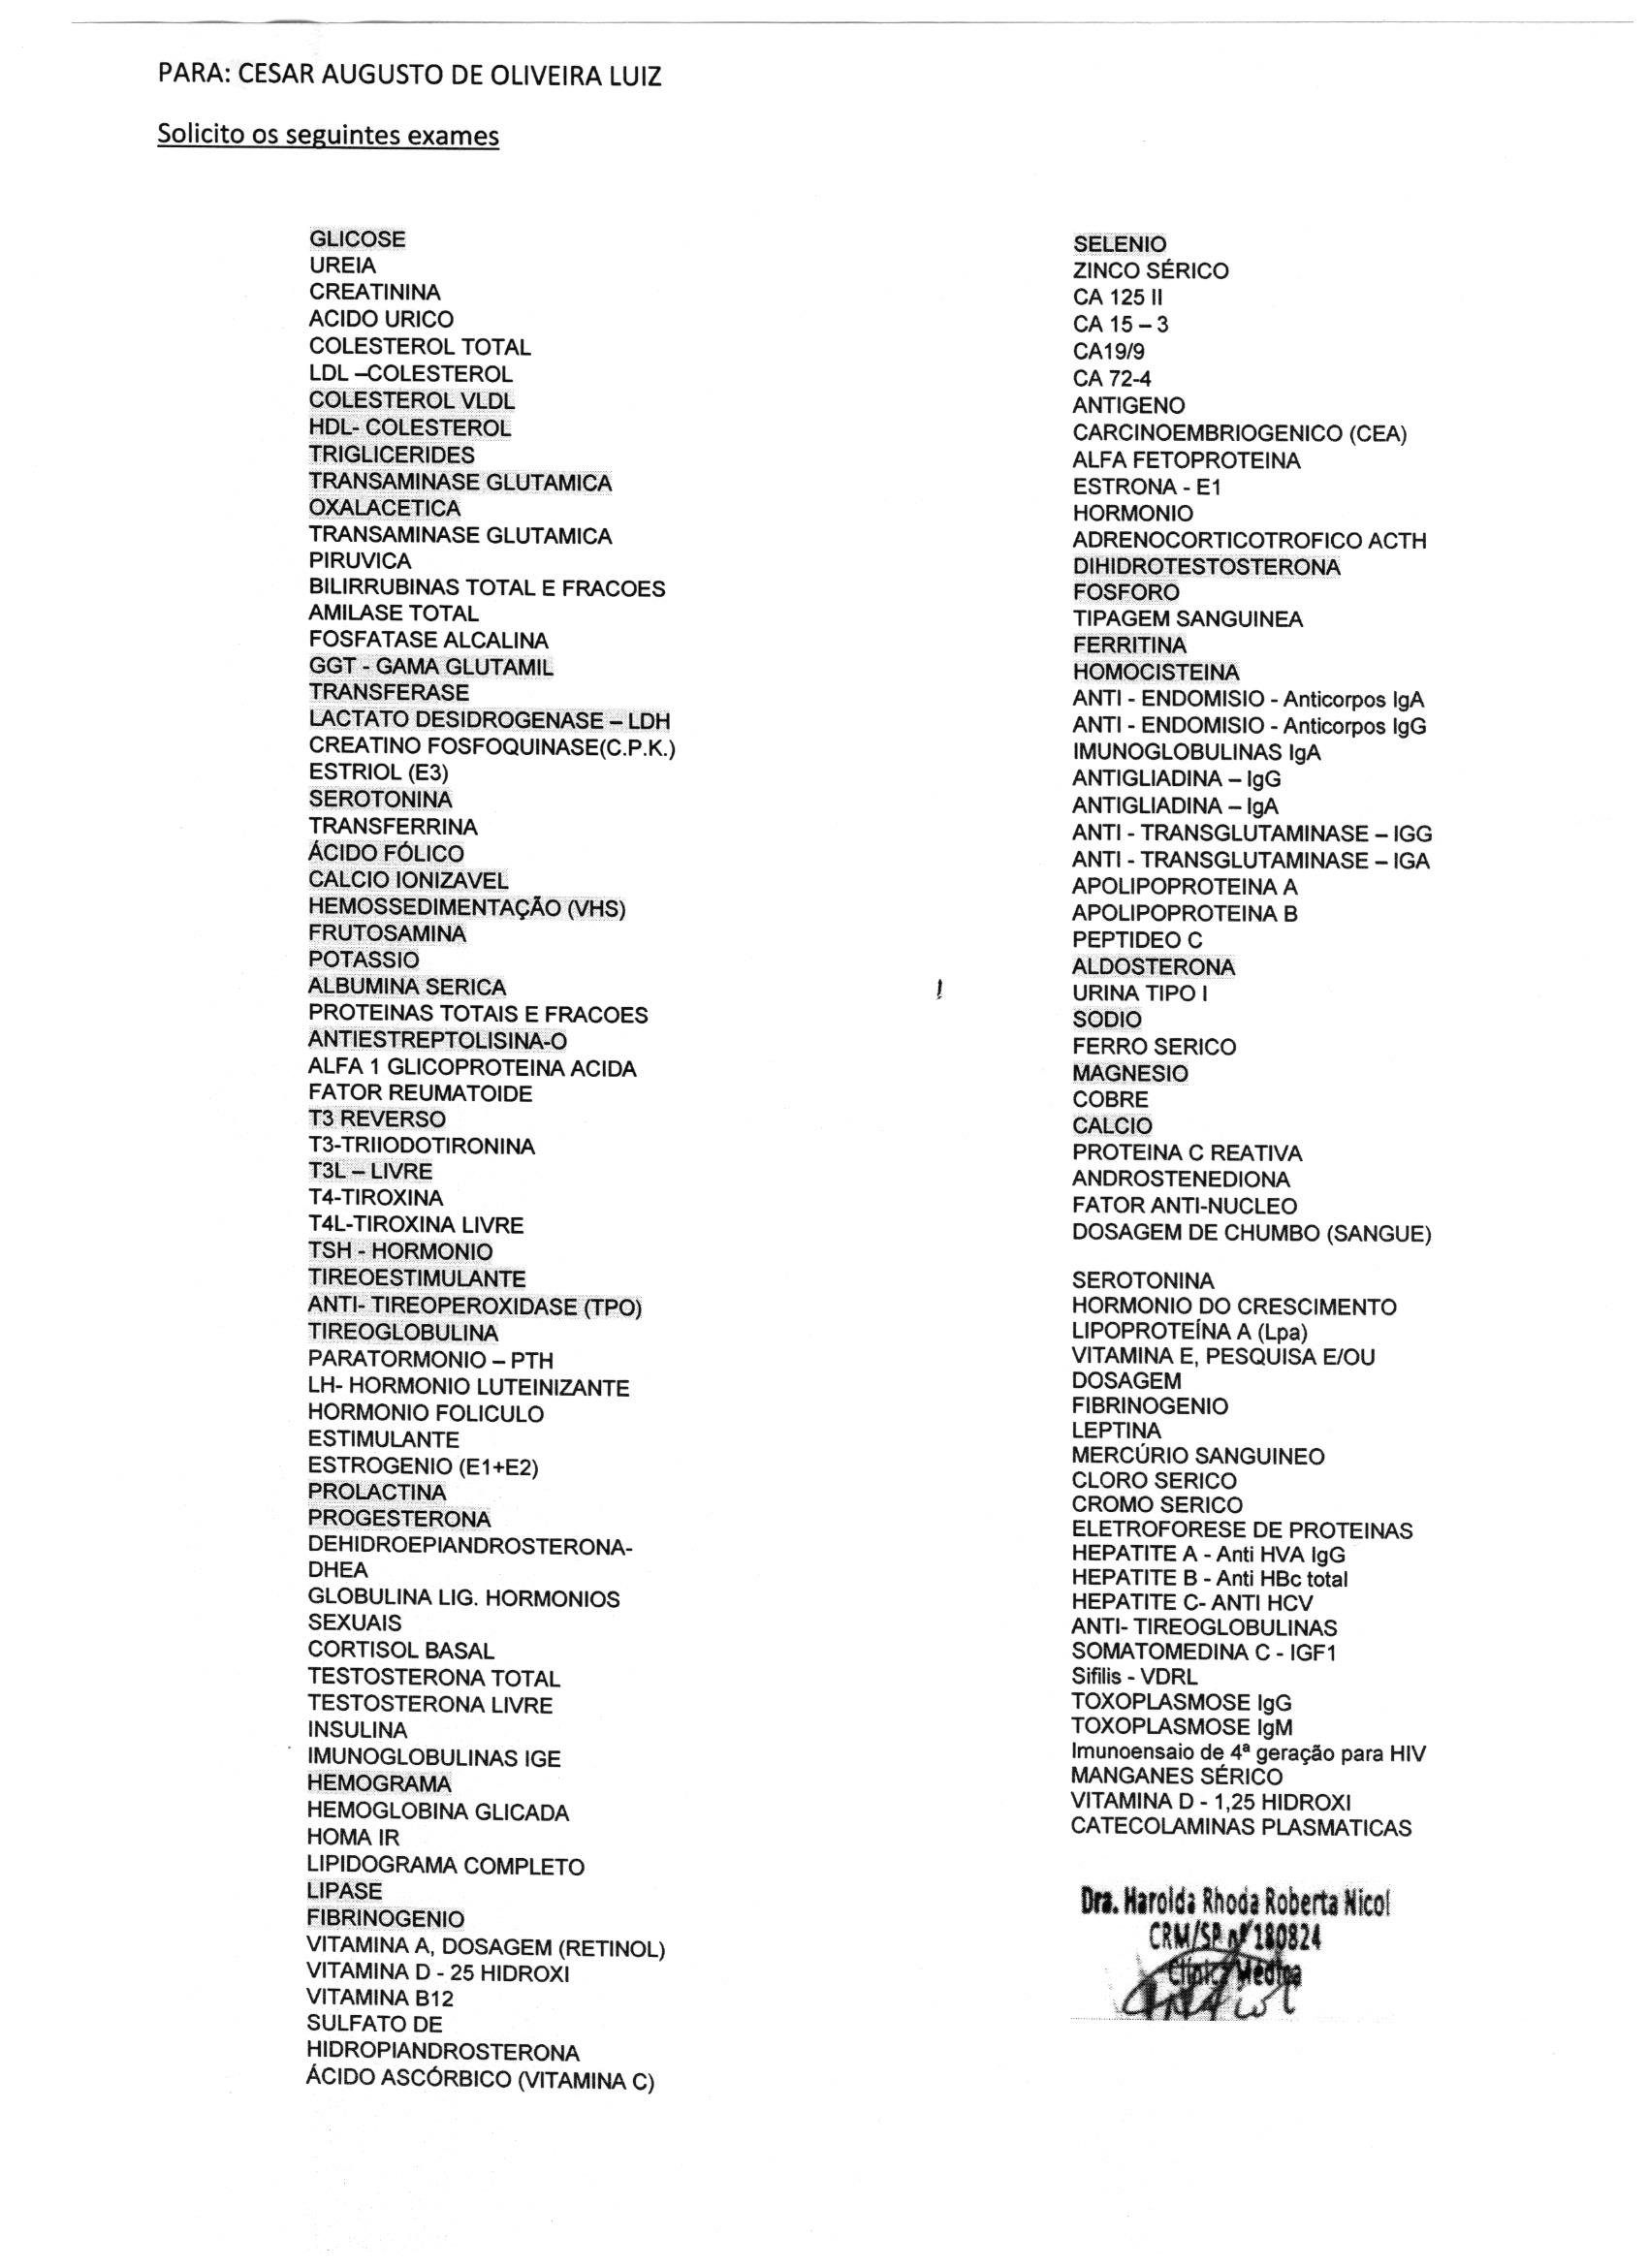 PARA: CESAR AUGUSTO DE OLIVEIRA LUIZ
Solicito os seguintes exames
GLICOSE
UREIA
CREATININA
ACIDO URICO
COLESTEROL TOTAL
LDL –COLESTEROL
COLESTEROL VLDL
HDL- COLESTEROL
TRIGLICERIDES
TRANSAMINASE GLUTAMICA
OXALACETICA
TRANSAMINASE GLUTAMICA
PIRUVICA
BILIRRUBINAS TOTAL E FRACOES
AMILASE TOTAL
FOSFATASE ALCALINA
GGT - GAMA GLUTAMIL
TRANSFERASE
LACTATO DESIDROGENASE – LDH
CREATINO FOSFOQUINASE(C.P.K.)
ESTRIOL (E3)
SEROTONINA
TRANSFERRINA
ÁCIDO FÓLICO
CALCIO IONIZAVEL
HEMOSSEDIMENTAÇÃO (VHS)
FRUTOSAMINA
POTASSIO
ALBUMINA SERICA
PROTEINAS TOTAIS E FRACOES
ANTIESTREPTOLISINA-O
ALFA 1 GLICOPROTEINA ACIDA
FATOR REUMATOIDE
T3 REVERSO
T3-TRIIODOTIRONINA
T3L – LIVRE
T4-TIROXINA
T4L-TIROXINA LIVRE
TSH - HORMONIO
TIREOESTIMULANTE
ANTI- TIREOPEROXIDASE (TPO)
TIREOGLOBULINA
PARATORMONIO – PTH
LH- HORMONIO LUTEINIZANTE
HORMONIO FOLICULO
ESTIMULANTE
ESTROGENIO (E1+E2)
PROLACTINA
PROGESTERONA
DEHIDROEPIANDROSTERONA-
DHEA
GLOBULINA LIG. HORMONIOS
SEXUAIS
CORTISOL BASAL
TESTOSTERONA TOTAL
TESTOSTERONA LIVRE
INSULINA
IMUNOGLOBULINAS IGE
HEMOGRAMA
HEMOGLOBINA GLICADA
HOMA IR
LIPIDOGRAMA COMPLETO
LIPASE
FIBRINOGENIO
VITAMINA A, DOSAGEM (RETINOL)
VITAMINA D - 25 HIDROXI
VITAMINA B12
SULFATO DE
HIDROPIANDROSTERONA
ÁCIDO ASCÓRBICO (VITAMINA C)
SELENIO
ZINCO SÉRICO
CA 125 II
CA 15 – 3
CA19/9
CA 72-4
ANTIGENO
CARCINOEMBRIOGENICO (CEA)
ALFA FETOPROTEINA
ESTRONA - E1
HORMONIO
ADRENOCORTICOTROFICO ACTH
DIHIDROTESTOSTERONA
FOSFORO
TIPAGEM SANGUINEA
FERRITINA
HOMOCISTEINA
ANTI - ENDOMISIO - Anticorpos IgA
ANTI - ENDOMISIO - Anticorpos IgG
IMUNOGLOBULINAS IgA
ANTIGLIADINA – IgG
ANTIGLIADINA – IgA
ANTI - TRANSGLUTAMINASE – IGG
ANTI - TRANSGLUTAMINASE – IGA
APOLIPOPROTEINA A
APOLIPOPROTEINA B
PEPTIDEO C
ALDOSTERONA
URINA TIPO I
SODIO
FERRO SERICO
MAGNESIO
COBRE
CALCIO
PROTEINA C REATIVA
ANDROSTENEDIONA
FATOR ANTI-NUCLEO
DOSAGEM DE CHUMBO (SANGUE)
SEROTONINA
HORMONIO DO CRESCIMENTO
LIPOPROTEÍNA A (Lpa)
VITAMINA E, PESQUISA E/OU
DOSAGEM
FIBRINOGENIO
LEPTINA
MERCÚRIO SANGUINEO
CLORO SERICO
CROMO SERICO
ELETROFORESE DE PROTEINAS
HEPATITE A - Anti HVA IgG
HEPATITE B - Anti HBc total
HEPATITE C- ANTI HCV
ANTI- TIREOGLOBULINAS
SOMATOMEDINA C - IGF1
Sifilis - VDRL
TOXOPLASMOSE IgG
TOXOPLASMOSE IgM
Imunoensaio de 4ª geração para HIV
MANGANES SÉRICO
VITAMINA D - 1,25 HIDROXI
CATECOLAMINAS PLASMATICAS
Dra. Harolda Rhoda Roberta Nicol
CRM/SP nº 180824
Clínica Médica